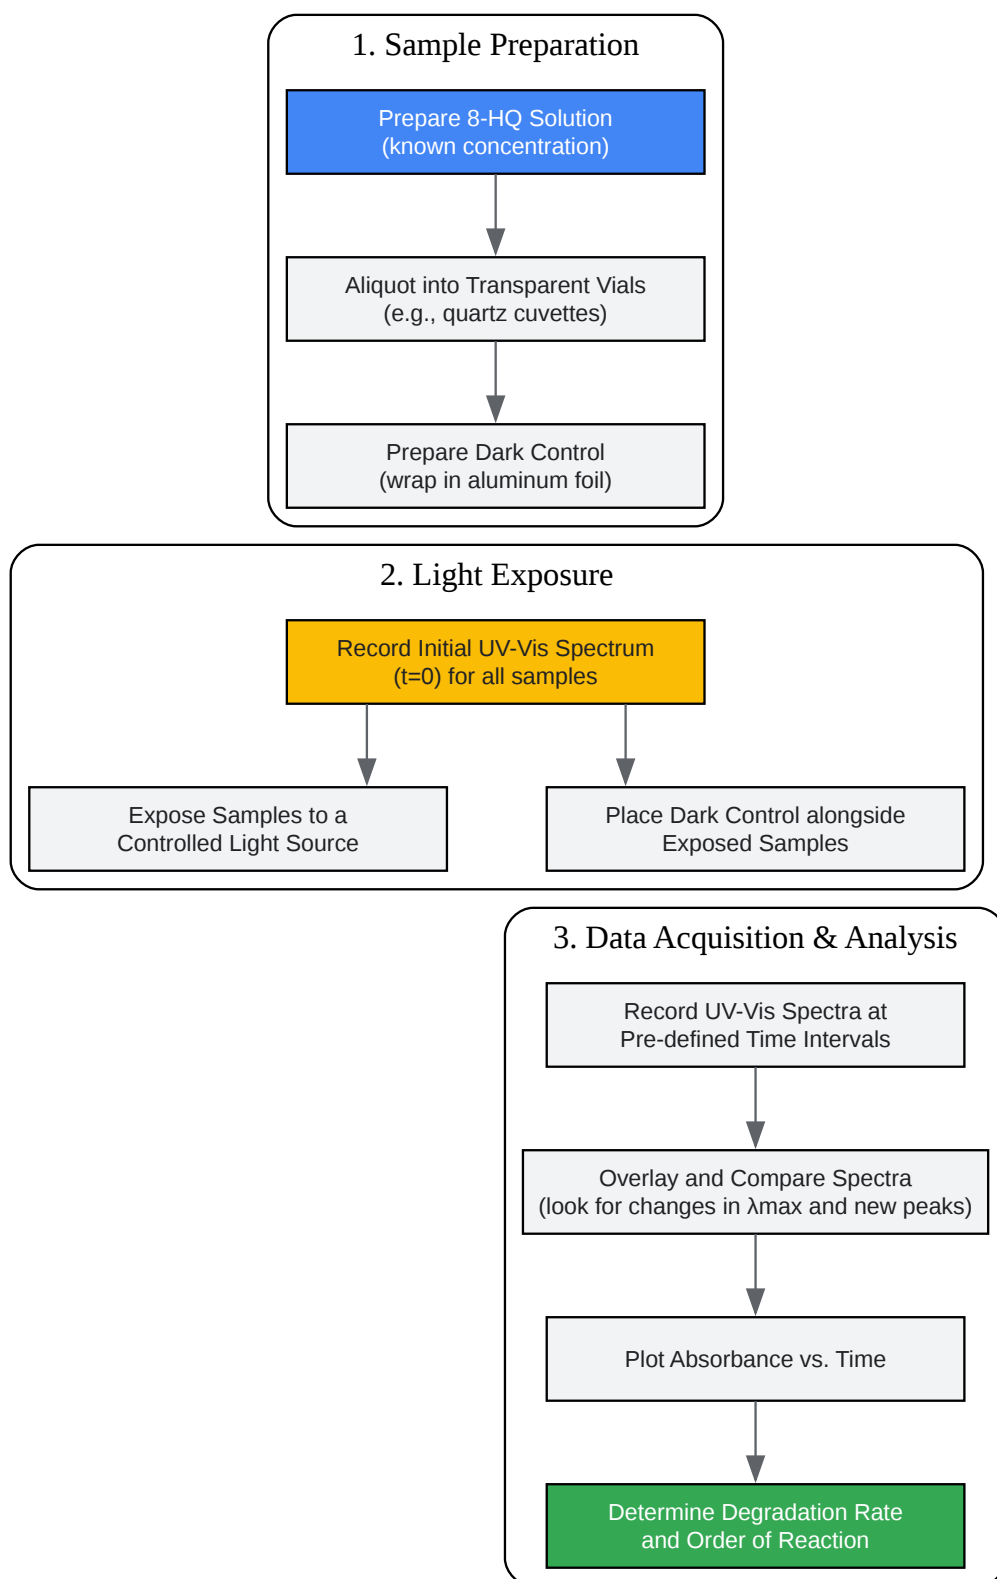 1. Sample Preparation
Prepare 8-HQ Solution
(known concentration)
Aliquot into Transparent Vials
(e.g., quartz cuvettes)
Prepare Dark Control
(wrap in aluminum foil)
2. Light Exposure
Record Initial UV-Vis Spectrum
(t=0) for all samples
Expose Samples to a
Controlled Light Source
Place Dark Control alongside
Exposed Samples
3. Data Acquisition & Analysis
Record UV-Vis Spectra at
Pre-defined Time Intervals
Overlay and Compare Spectra
(look for changes in λmax and new peaks)
Plot Absorbance vs. Time
Determine Degradation Rate
and Order of Reaction